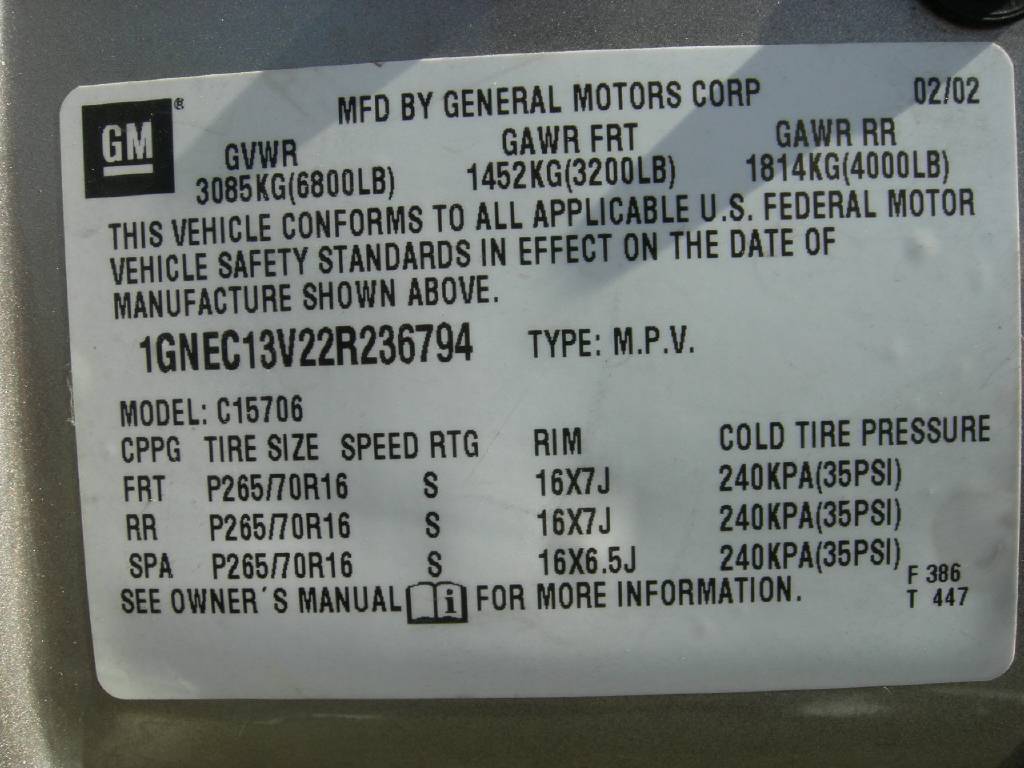 GM ® MFD BY GENERAL MOTORS CORP 02/02
GVWR GAWR FRT GAWR RR
3085KG(6800LB) 1452KG(3200LB) 1814KG(4000LB)
THIS VEHICLE CONFORMS TO ALL APPLICABLE U.S. FEDERAL MOTOR
VEHICLE SAFETY STANDARDS IN EFFECT ON THE DATE OF
MANUFACTURE SHOWN ABOVE.
1GNEC13V22R236794 TYPE: M.P.V.
MODEL: C15706
CPPG TIRE SIZE SPEED RTG RIM COLD TIRE PRESSURE
FRT P265/70R16 S 16X7J 240KPA(35PSI)
RR P265/70R16 S 16X7J 240KPA(35PSI)
SPA P265/70R16 S 16X6.5J 240KPA(35PSI)
F 386
SEE OWNER´S MANUAL i FOR MORE INFORMATION. T 447